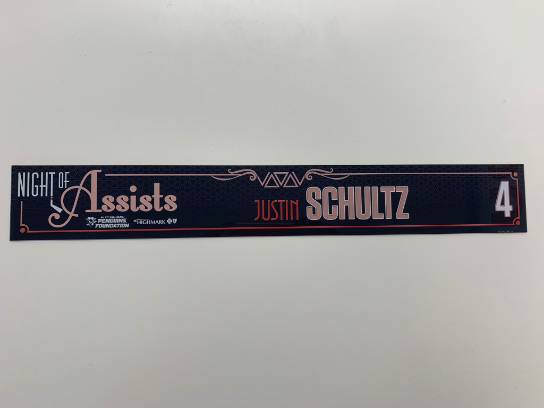 NIGHT OF
Assists
PENGUINS
FOUNDATION
HIGHMARK
JUSTIN SCHULTZ
4